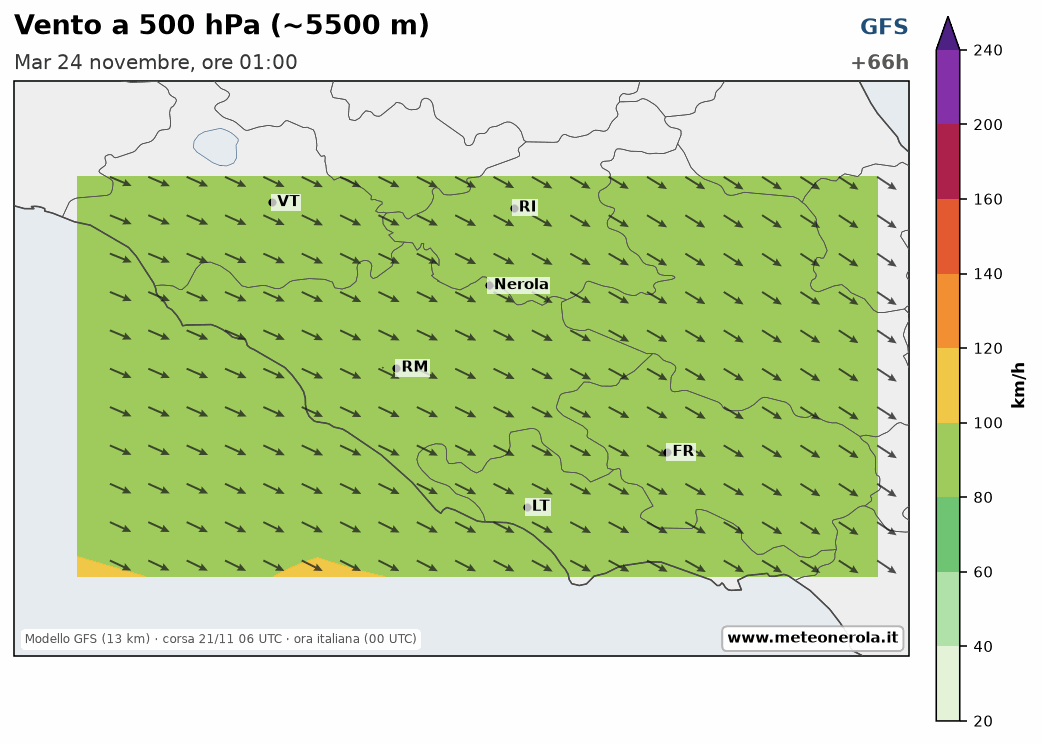 Vento a 500 hPa (~5500 m)
GFS
Mar 24 novembre, ore 01:00
+66h
VT
RI
Nerola
RM
FR
LT
Modello GFS (13 km) · corsa 21/11 06 UTC · ora italiana (00 UTC)
www.meteonerola.it
240
200
160
140
120
100
80
60
40
20
km/h